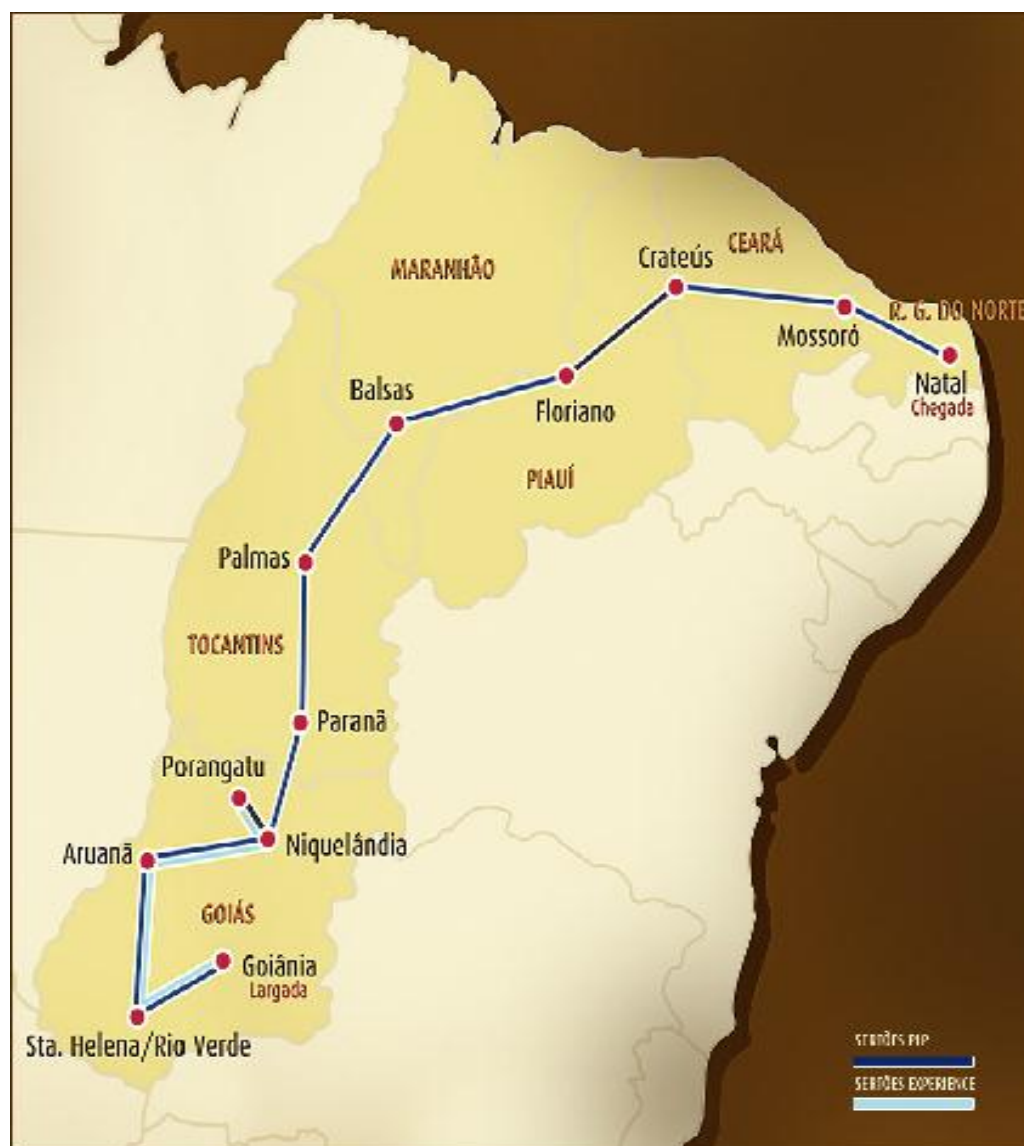 CEARÁ
Crateús
MARANHÃO
R. G. DO NORTE
Mossoró
Natal
Chegada
Balsas
Floriano
PIAUÍ
Palmas
TOCANTINS
Paranã
Porangatu
Niquelândia
Aruanã
GOIÁS
Goiânia
Largada
Sta. Helena/Rio Verde
SERTÕES
SERTÕES EXPERIENCE